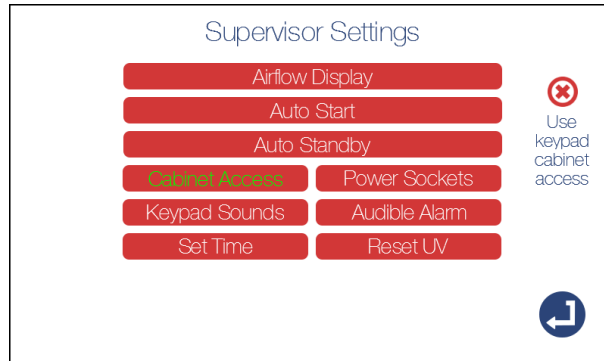 Supervisor Settings
Airflow Display
Auto Start
Auto Standby
Cabinet Access
Power Sockets
Keypad Sounds
Audible Alarm
Set Time
Reset UV
Use
keypad
cabinet
access